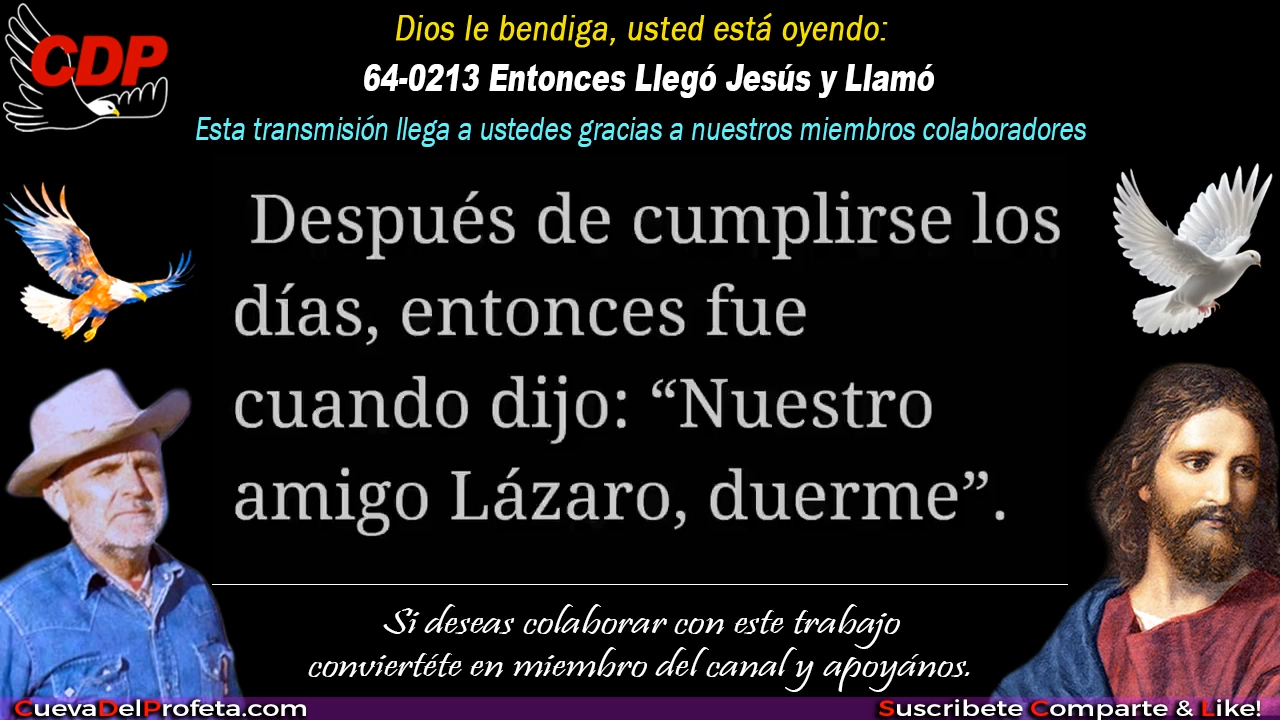 CDP
Dios le bendiga, usted está oyendo:
64-0213 Entonces Llegó Jesús y Llamó
Esta transmisión llega a ustedes gracias a nuestros miembros colaboradores
Después de cumplirse los
días, entonces fue
cuando dijo: “Nuestro
amigo Lázaro, duerme”.
Si deseas colaborar con este trabajo
conviertéte en miembro del canal y apoyános.
CuevaDelProfeta.com
Suscribete Comparte & Like!